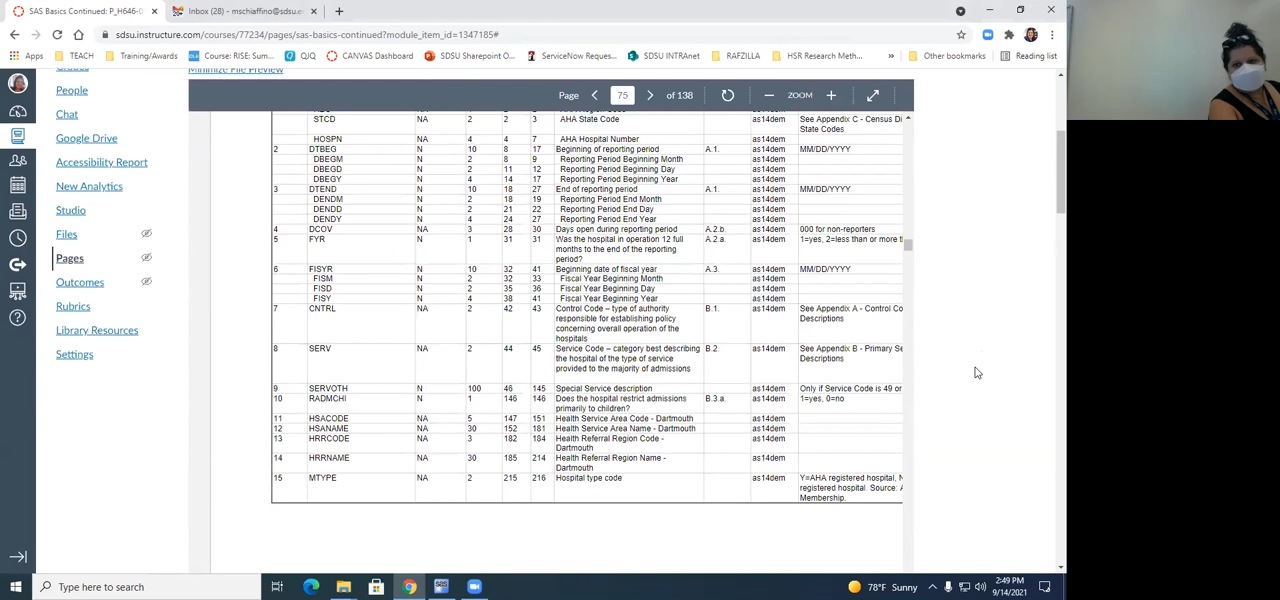 SAS Basics Continued: P_H646-0
Inbox (28) - mschiaffino@sdsu.e
sdsu.instructure.com/courses/77234/pages/sas-basics-continued?module_item_id=1347185#
Apps TEACH Training/Awards Course: RISE: Sum... QIQ CANVAS Dashboard SDSU Sharepoint O... ServiceNow Reques... SDSU INTRAnet RAFZILLA HSR Research Meth... » Other bookmarks Reading list
Minimize File Preview
People
Chat
Google Drive
Accessibility Report
New Analytics
Studio
Files
Pages
Outcomes
Rubrics
Library Resources
Settings
Page 75 of 138 ZOOM
STCD NA 2 2 3 AHA State Code as14dem See Appendix C - Census Di
State Codes
HOSPN NA 4 4 7 AHA Hospital Number as14dem
2 DTBEG N 10 8 17 Beginning of reporting period A.1. as14dem MM/DD/YYYY
DBEGM N 2 8 9 Reporting Period Beginning Month as14dem
DBEGD N 2 11 12 Reporting Period Beginning Day as14dem
DBEGY N 4 14 17 Reporting Period Beginning Year as14dem
3 DTEND N 10 18 27 End of reporting period A.1. as14dem MM/DD/YYYY
DENDM N 2 18 19 Reporting Period End Month as14dem
DENDD N 2 21 22 Reporting Period End Day as14dem
DENDY N 4 24 27 Reporting Period End Year as14dem
4 DCOV NA 3 28 30 Days open during reporting period A.2.b. as14dem 000 for non-reporters
5 FYR N 1 31 31 Was the hospital in operation 12 full A.2.a. as14dem 1=yes, 2=less than or more t
months to the end of the reporting
period?
6 FISYR N 10 32 41 Beginning date of fiscal year A.3. as14dem MM/DD/YYYY
FISM N 2 32 33 Fiscal Year Beginning Month as14dem
FISD N 2 35 36 Fiscal Year Beginning Day as14dem
FISY N 4 38 41 Fiscal Year Beginning Year as14dem
7 CNTRL NA 2 42 43 Control Code – type of authority B.1. as14dem See Appendix A - Control Co
responsible for establishing policy Descriptions
concerning overall operation of the
hospitals
8 SERV NA 2 44 45 Service Code – category best describing B.2. as14dem See Appendix B - Primary Se
the hospital of the type of service Descriptions
provided to the majority of admissions
9 SERVOTH N 100 46 145 Special Service description as14dem Only if Service Code is 49 or
10 RADMCHI N 1 146 146 Does the hospital restrict admissions B.3.a. as14dem 1=yes, 0=no
primarily to children?
11 HSACODE NA 5 147 151 Health Service Area Code - Dartmouth as14dem
12 HSANAME NA 30 152 181 Health Service Area Name - Dartmouth as14dem
13 HRRCODE NA 3 182 184 Health Referral Region Code - as14dem
Dartmouth
14 HRRNAME NA 30 185 214 Health Referral Region Name - as14dem
Dartmouth
15 MTYPE NA 2 215 216 Hospital type code as14dem Y=AHA registered hospital, N
registered hospital. Source: A
Membership.
Type here to search
78°F Sunny
2:49 PM
9/14/2021